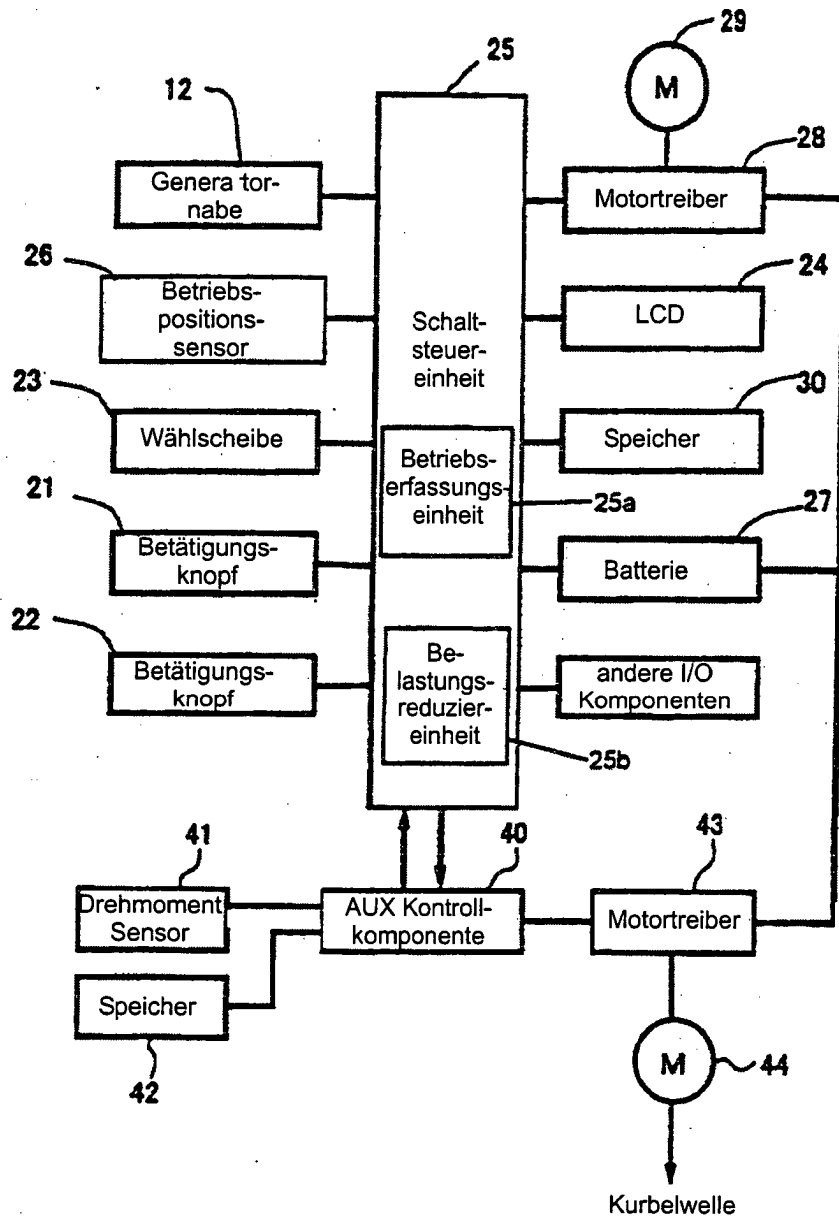 29
25
M
12
28
Genera tor-
nabe
Motortreiber
26
24
Betriebs-
positions-
sensor
LCD
Schalt-
steuer-
einheit
23
30
Wählscheibe
Speicher
Betriebs-
erfassungs-
einheit
21
25a
27
Betätigungs-
knopf
Batterie
22
Betätigungs-
knopf
Be-
lastungs-
reduzier-
einheit
andere I/O
Komponenten
25b
41
40
43
Drehmoment
Sensor
AUX Kontroll-
komponente
Motortreiber
Speicher
42
M
44
Kurbelwelle